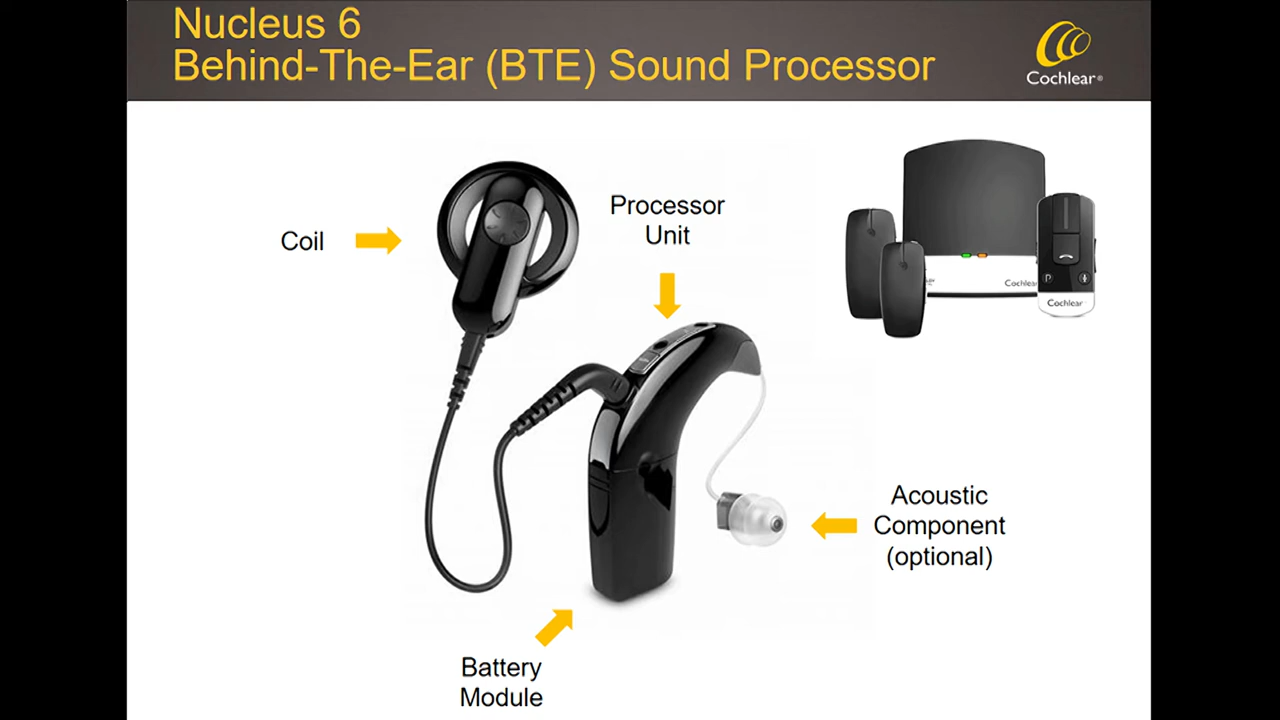 Nucleus 6
Behind-The-Ear (BTE) Sound Processor
Cochlear®
Coil
Processor
Unit
Cochlear
P
Cochlear
Acoustic
Component
(optional)
Battery
Module